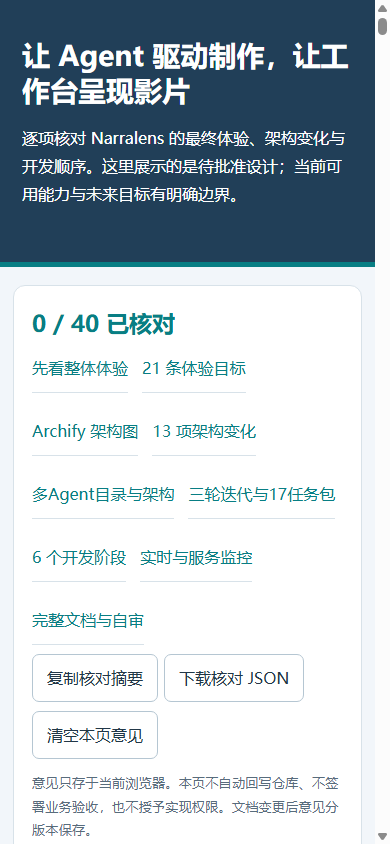 让 Agent 驱动制作，让工
作台呈现影片
逐项核对 Narralens 的最终体验、架构变化与
开发顺序。这里展示的是待批准设计；当前可
用能力与未来目标有明确边界。
0 / 40 已核对
先看整体体验 21 条体验目标
Archify 架构图 13 项架构变化
多Agent目录与架构 三轮迭代与17任务包
6 个开发阶段 实时与服务监控
完整文档与自审
复制核对摘要 下载核对 JSON
清空本页意见
意见只存于当前浏览器。本页不自动回写仓库、不签
署业务验收，也不授予实现权限。文档变更后意见分
版本保存。